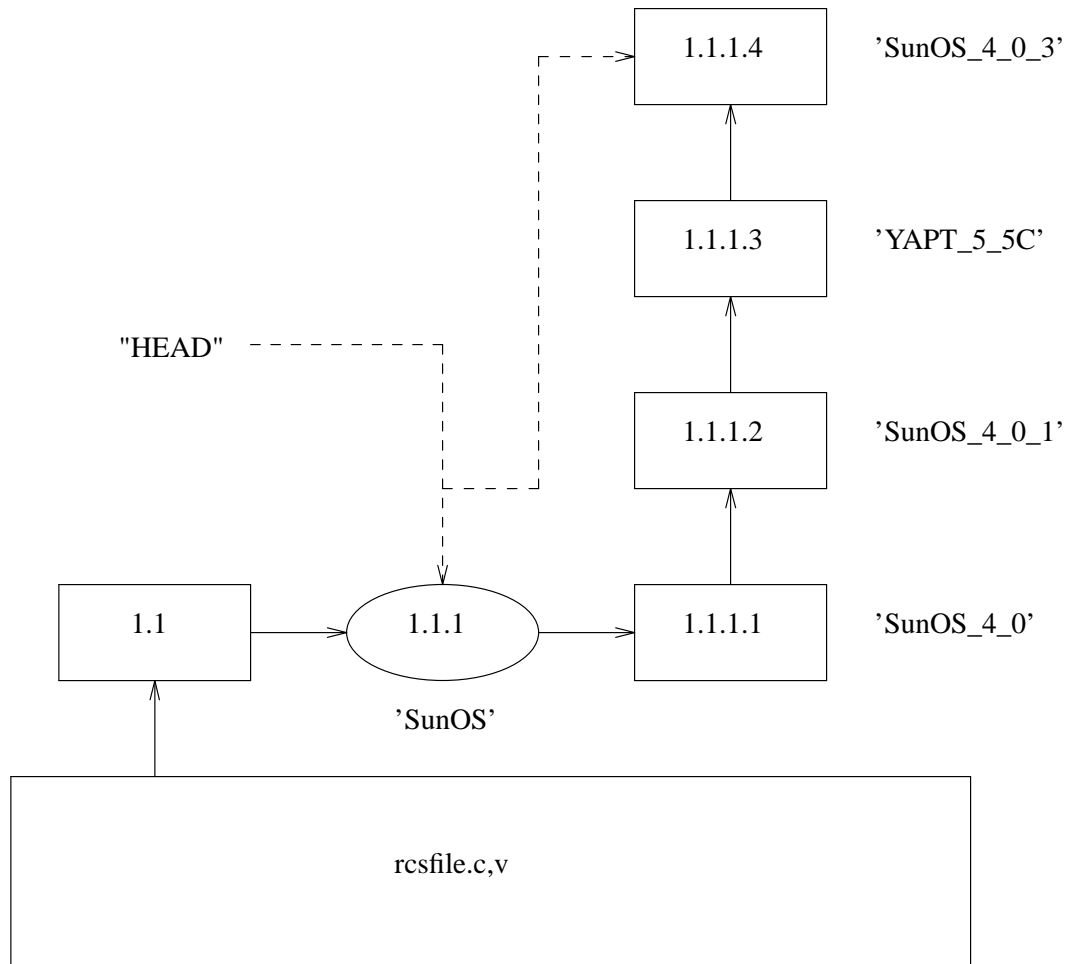 1.1.1.4 ’SunOS_4_0_3’
1.1.1.3 ’YAPT_5_5C’
"HEAD"
1.1.1.2 ’SunOS_4_0_1’
1.1 1.1.1 1.1.1.1 ’SunOS_4_0’
’SunOS’
rcsfile.c,v